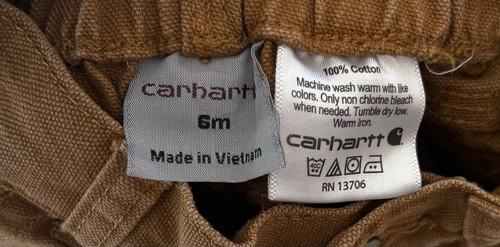 carhartt
6m
Made in Vietnam
100% Cotton
Machine wash warm with like
colors. Only non chlorine bleach
when needed. Tumble dry low.
Warm iron.
carhartt
40C
RN 13706